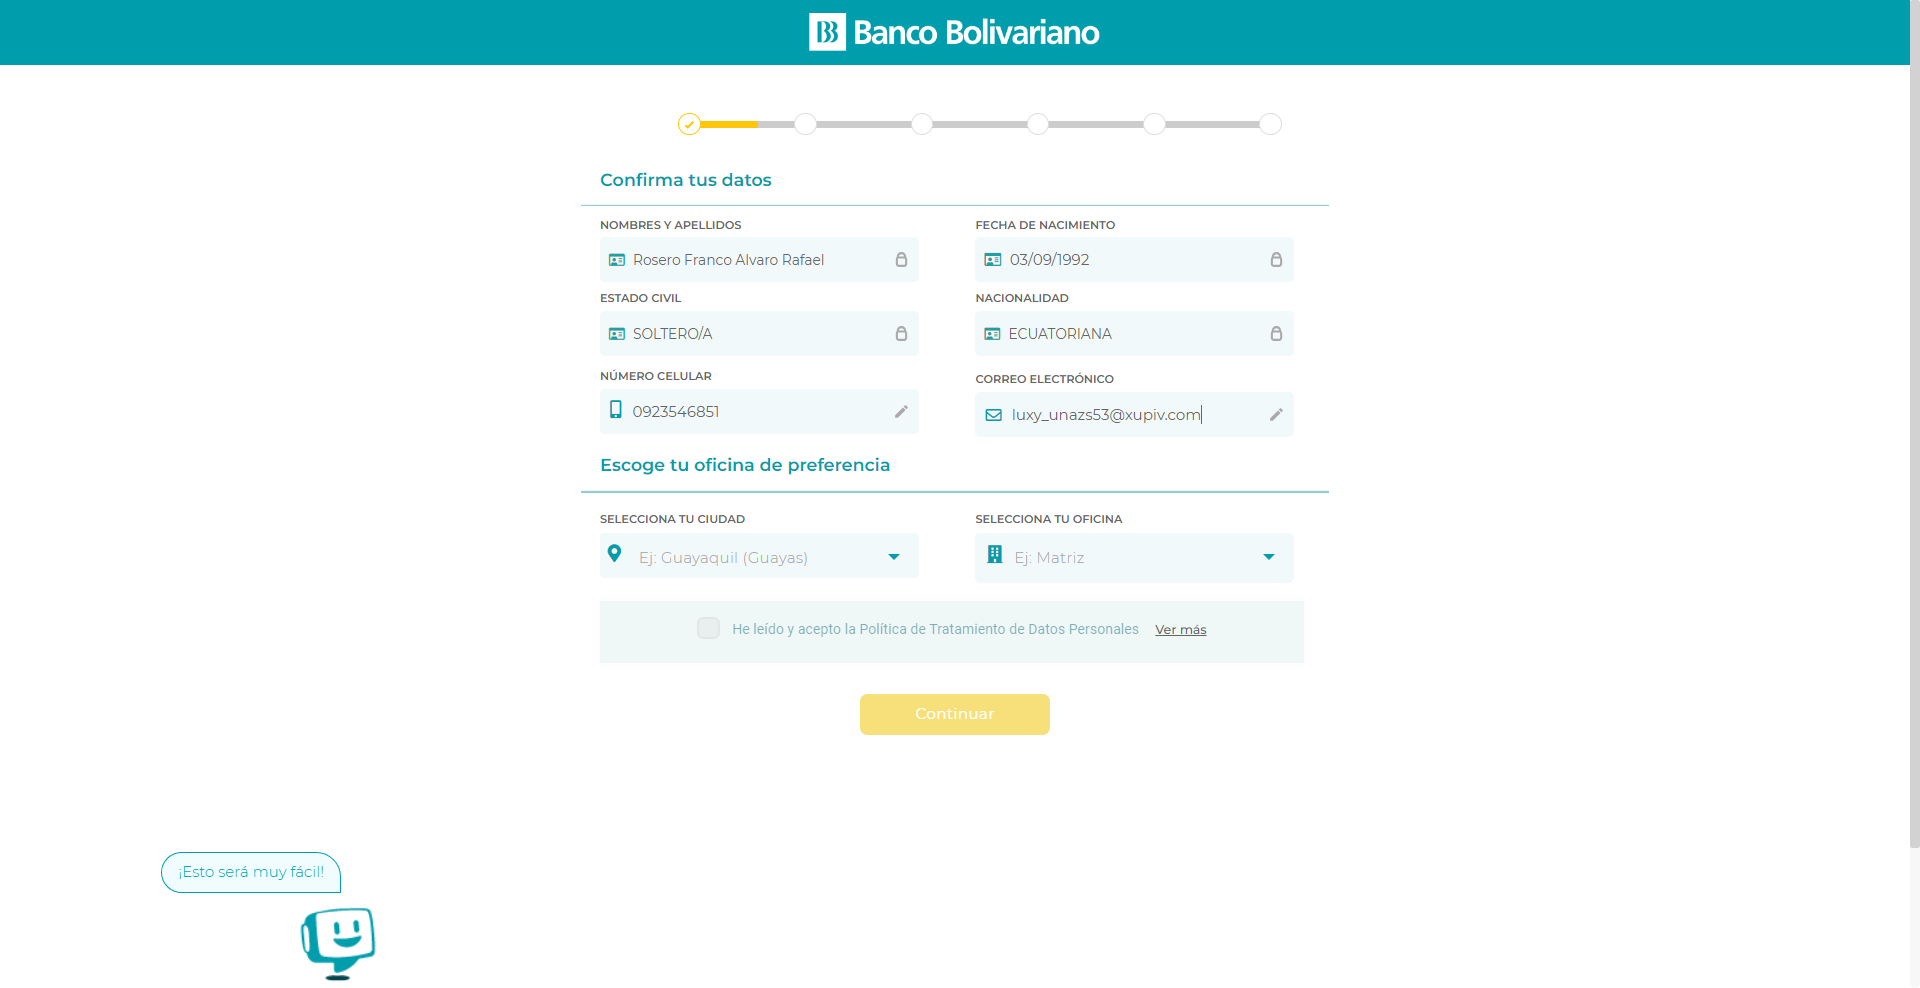 Banco Bolivariano
Confirma tus datos
NOMBRES Y APELLIDOS
Rosero Franco Alvaro Rafael
FECHA DE NACIMIENTO
03/09/1992
ESTADO CIVIL
SOLTERO/A
NACIONALIDAD
ECUATORIANA
NÚMERO CELULAR
0923546851
CORREO ELECTRÓNICO
luxy_unazs53@xupiv.com
Escoge tu oficina de preferencia
SELECCIONA TU CIUDAD
Ej: Guayaquil (Guayas)
SELECCIONA TU OFICINA
Ej: Matriz
He leído y acepto la Política de Tratamiento de Datos Personales Ver más
Continuar
¡Esto será muy fácil!